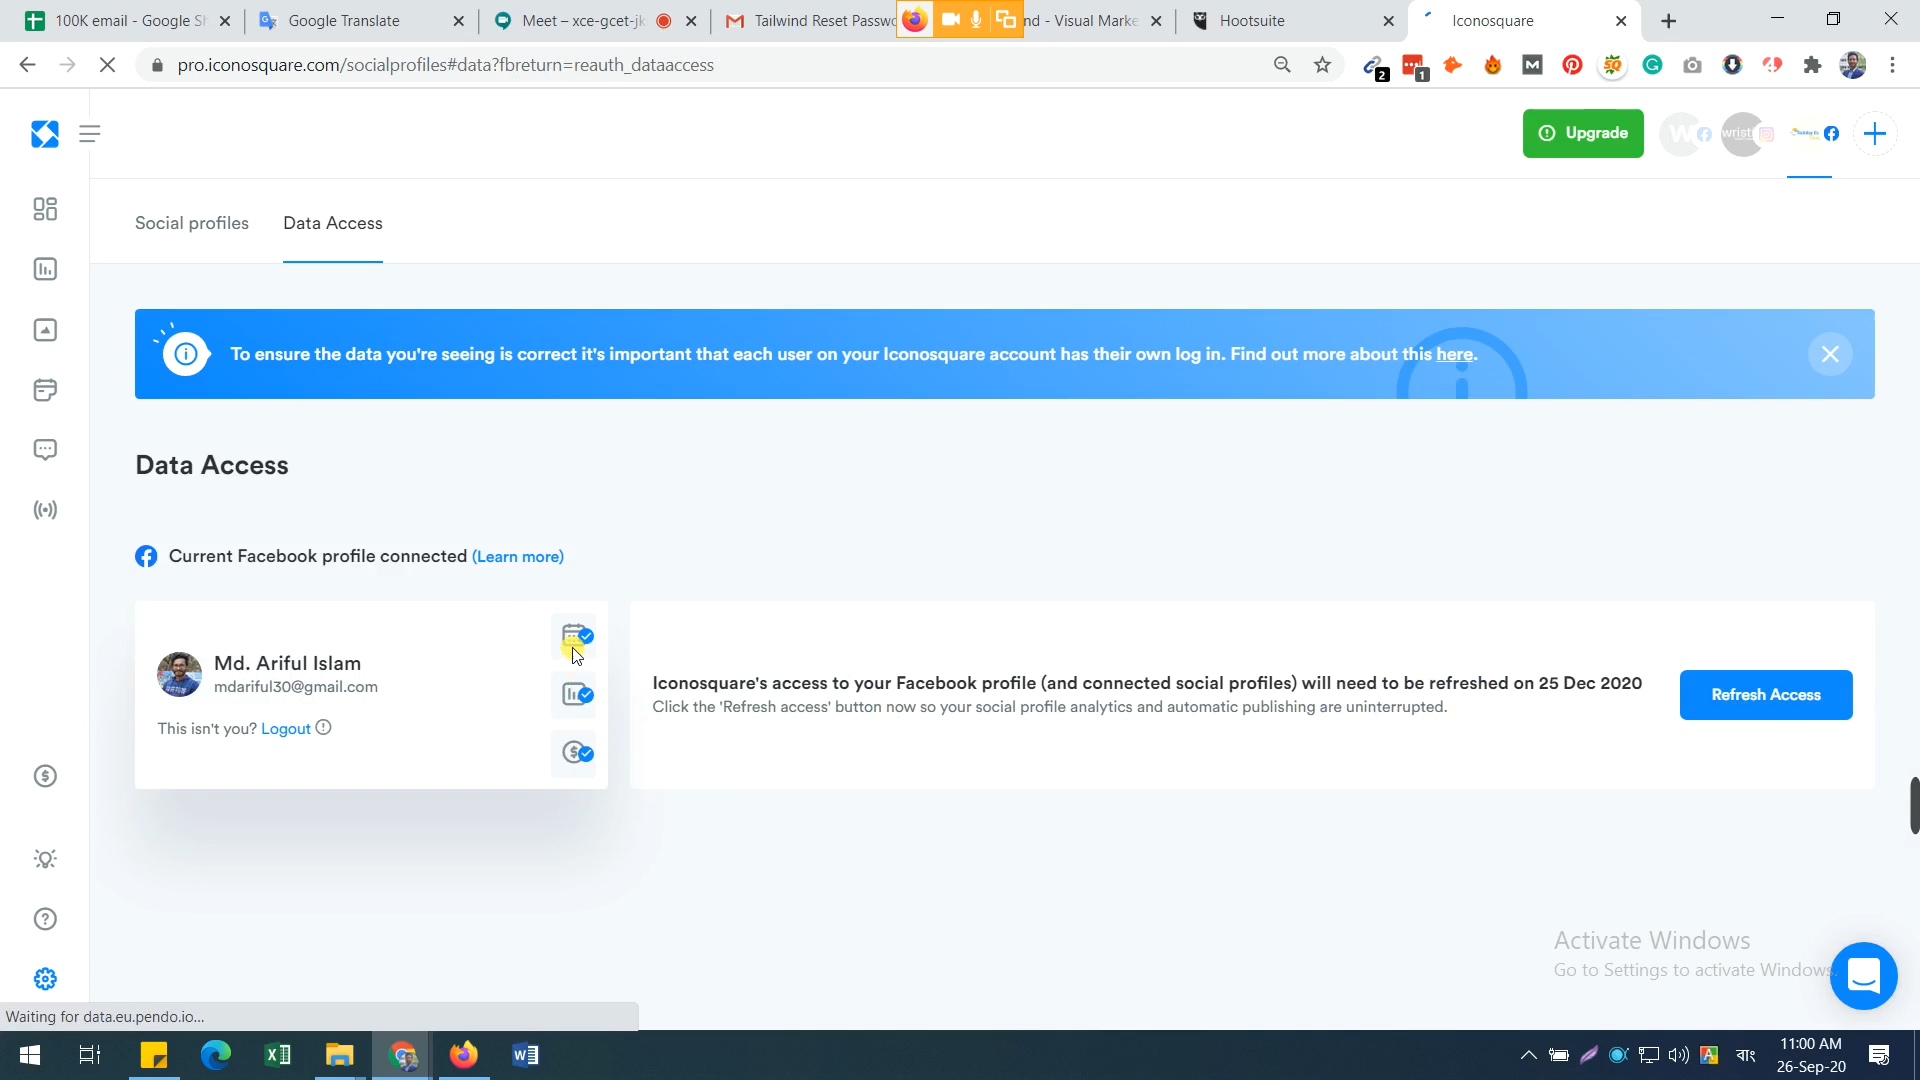 100K email - Google Sh
Google Translate
Meet – xce-gcet-jk
Tailwind Reset Passwo
nd - Visual Marke
Hootsuite
Iconosquare
pro.iconosquare.com/socialprofiles#data?fbreturn=reauth_dataaccess
2
1
Upgrade
W
wrist
Social profiles
Data Access
To ensure the data you're seeing is correct it's important that each user on your Iconosquare account has their own log in. Find out more about this here.
Data Access
Current Facebook profile connected (Learn more)
Md. Ariful Islam
mdariful30@gmail.com
This isn't you? Logout
Iconosquare's access to your Facebook profile (and connected social profiles) will need to be refreshed on 25 Dec 2020
Click the 'Refresh access' button now so your social profile analytics and automatic publishing are uninterrupted.
Refresh Access
Activate Windows
Go to Settings to activate Windows.
Waiting for data.eu.pendo.io...
বাং
11:00 AM
26-Sep-20